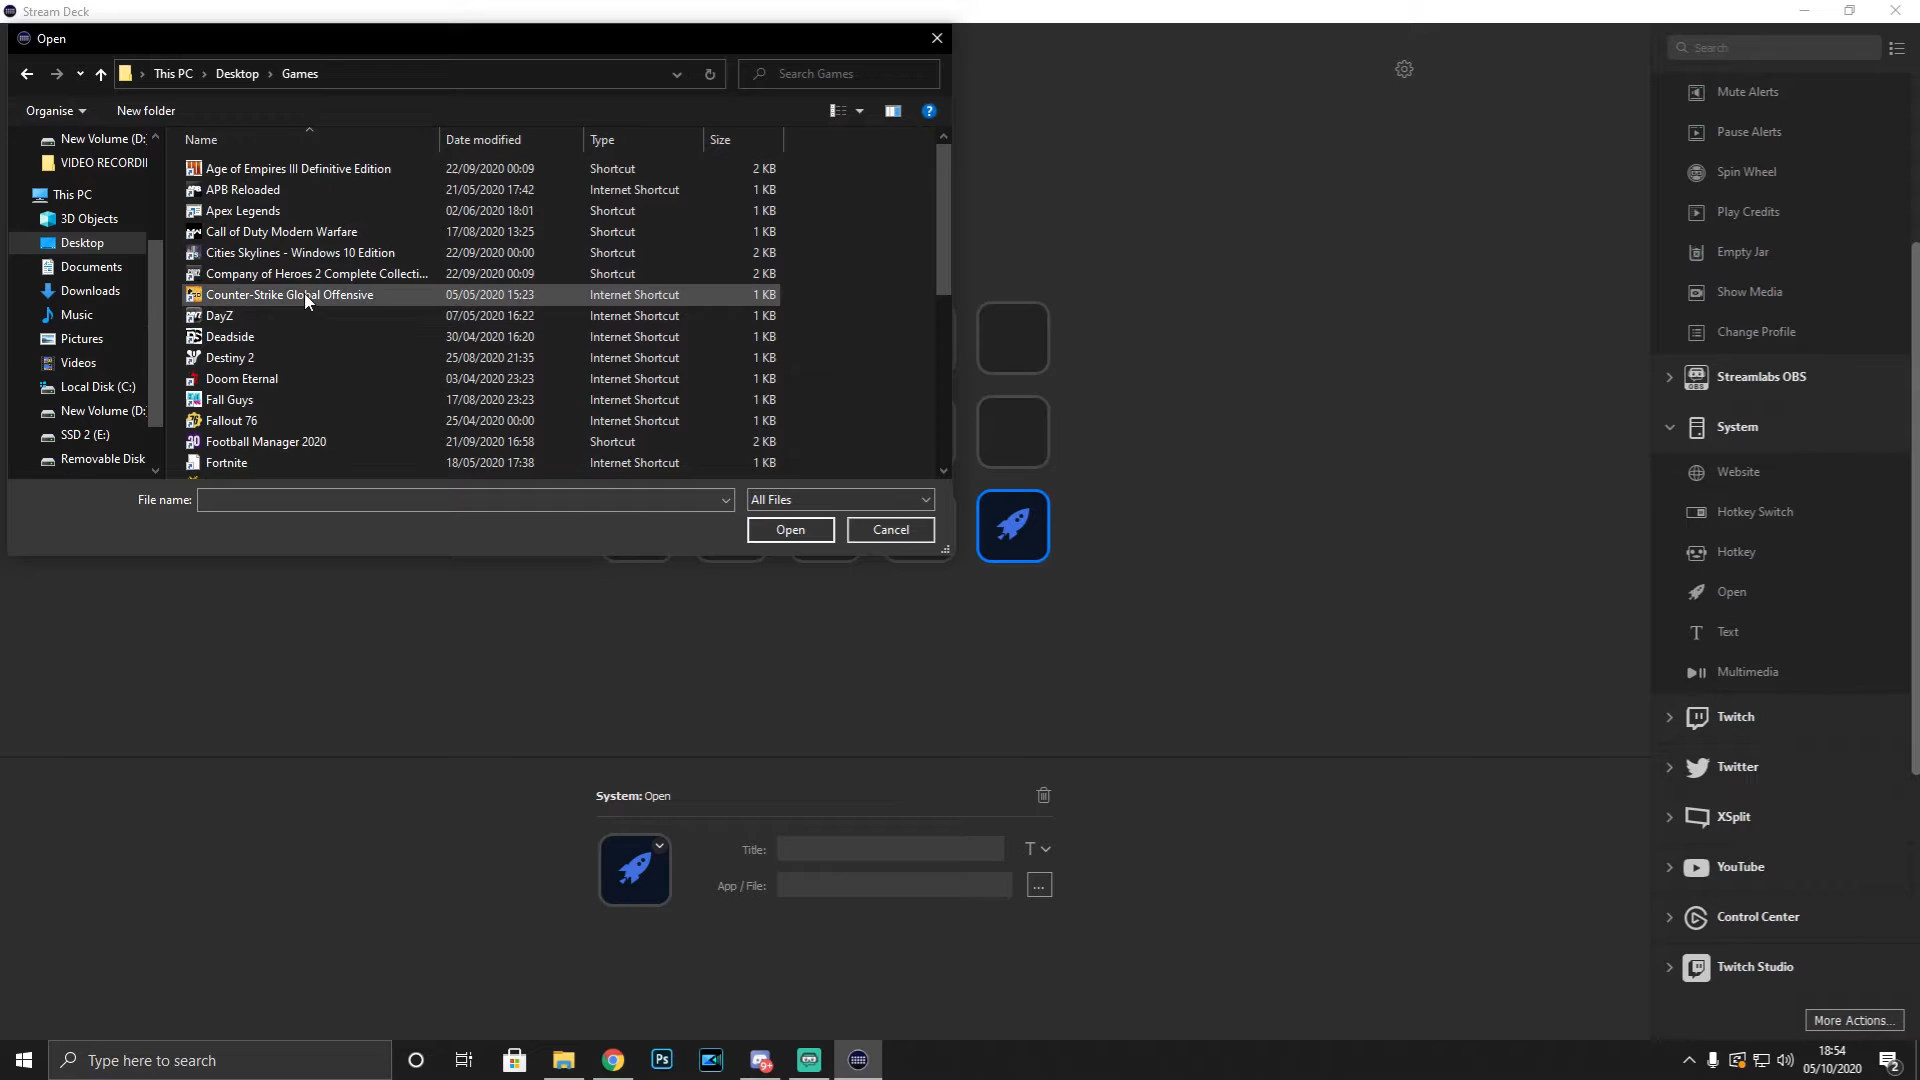 Stream Deck
Open
This PC > Desktop > Games
Search Games
Organise
New folder
Name Date modified Type Size
New Volume (D:
VIDEO RECORDI
This PC
3D Objects
Desktop
Documents
Downloads
Music
Pictures
Videos
Local Disk (C:)
New Volume (D:
SSD 2 (E:)
Removable Disk
Age of Empires III Definitive Edition 22/09/2020 00:09 Shortcut 2 KB
APB Reloaded 21/05/2020 17:42 Internet Shortcut 1 KB
Apex Legends 02/06/2020 18:01 Shortcut 1 KB
Call of Duty Modern Warfare 17/08/2020 13:25 Shortcut 1 KB
Cities Skylines - Windows 10 Edition 22/09/2020 00:00 Shortcut 2 KB
Company of Heroes 2 Complete Collecti... 22/09/2020 00:09 Shortcut 2 KB
Counter-Strike Global Offensive 05/05/2020 15:23 Internet Shortcut 1 KB
DayZ 07/05/2020 16:22 Internet Shortcut 1 KB
Deadside 30/04/2020 16:20 Internet Shortcut 1 KB
Destiny 2 25/08/2020 21:35 Internet Shortcut 1 KB
Doom Eternal 03/04/2020 23:23 Internet Shortcut 1 KB
Fall Guys 17/08/2020 23:23 Internet Shortcut 1 KB
Fallout 76 25/04/2020 00:00 Internet Shortcut 1 KB
Football Manager 2020 21/09/2020 16:58 Shortcut 2 KB
Fortnite 18/05/2020 17:38 Internet Shortcut 1 KB
File name:
All Files
Open
Cancel
System: Open
Title:
T
App / File:
...
Search
Mute Alerts
Pause Alerts
Spin Wheel
Play Credits
Empty Jar
Show Media
Change Profile
Streamlabs OBS
System
Website
Hotkey Switch
Hotkey
Open
Text
Multimedia
Twitch
Twitter
XSplit
YouTube
Control Center
Twitch Studio
More Actions...
Type here to search
Ps
9+
18:54
05/10/2020
2